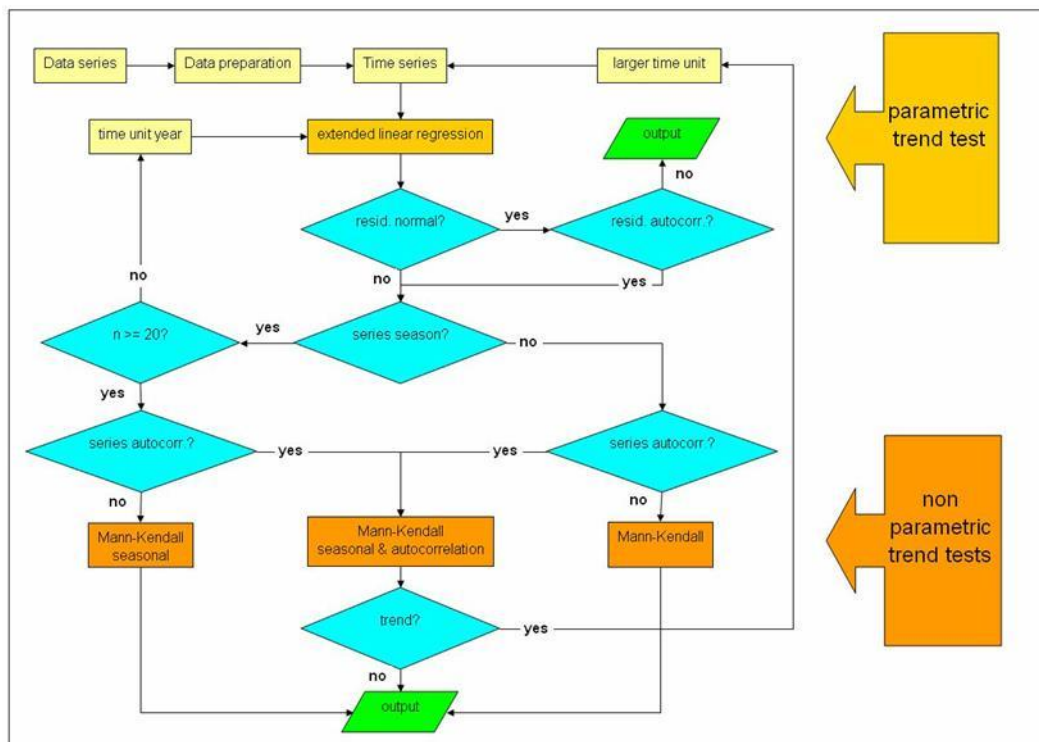 Data series
Data preparation
Time series
larger time unit
time unit year
extended linear regression
output
no
resid. normal?
yes
resid. autocorr.?
no
no
yes
n >= 20?
yes
series season?
no
yes
series autocorr.?
yes
yes
series autocorr.?
no
no
Mann-Kendall
seasonal
Mann-Kendall
seasonal & autocorrelation
Mann-Kendall
trend?
yes
no
output
parametric
trend test
non
parametric
trend tests